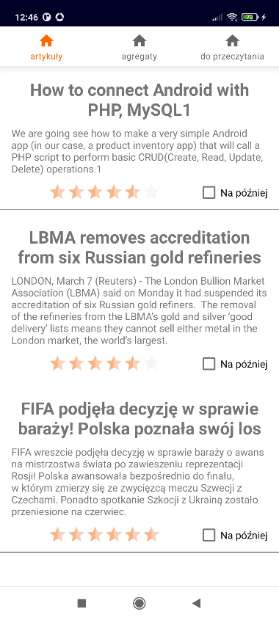 12:46
artykuły agregaty do przeczytania
How to connect Android with
PHP, MySQL1
We are going see how to make a very simple Android
app (in our case, a product inventory app) that will call a
PHP script to perform basic CRUD(Create, Read, Update,
Delete) operations.1
Na później
LBMA removes accreditation
from six Russian gold refineries
LONDON, March 7 (Reuters) - The London Bullion Market
Association (LBMA) said on Monday it had suspended its
accreditation of six Russian gold refiners.  The removal
of the refineries from the LBMA's gold and silver 'good
delivery' lists means they cannot sell either metal in the
London market, the world's largest.
Na później
FIFA podjęła decyzję w sprawie
baraży! Polska poznała swój los
FIFA wreszcie podjęła decyzję w sprawie baraży o awans
na mistrzostwa świata po zawieszeniu reprezentacji
Rosji! Polska awansowała bezpośrednio do finału,
w którym zmierzy się ze zwycięzcą meczu Szwecji z
Czechami. Ponadto spotkanie Szkocji z Ukrainą zostało
przeniesione na czerwiec.
Na później